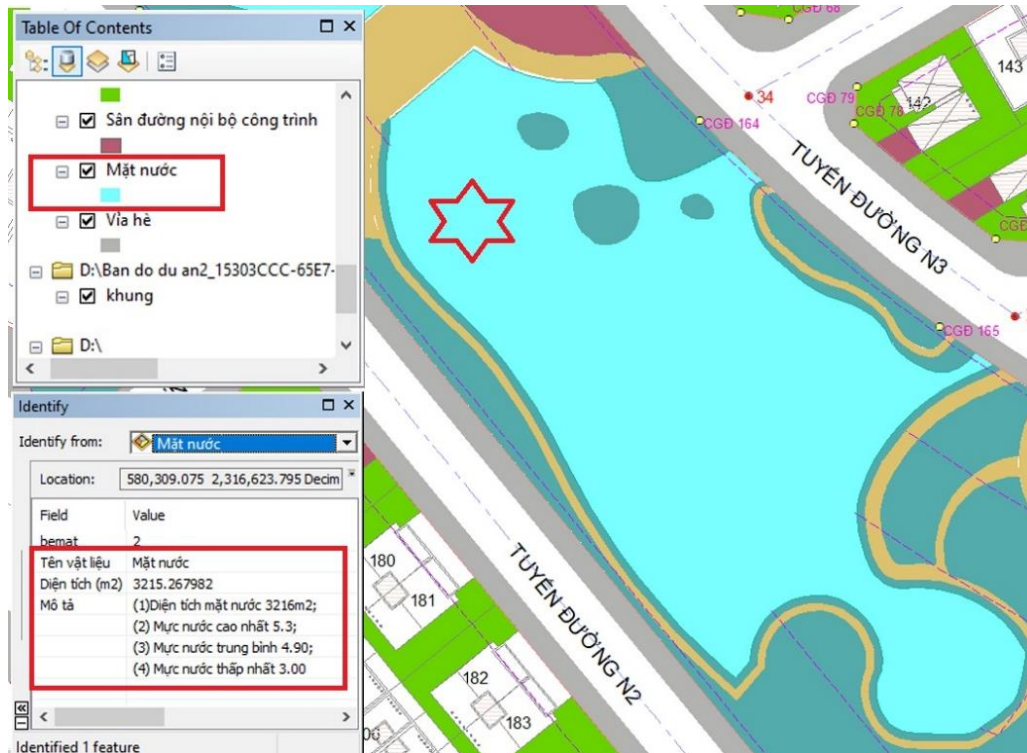 Table Of Contents
Sân đường nội bộ công trình
Mặt nước
Vỉa hè
D:\Ban do du an2_15303CCC-65E7-
khung
D:\
Identify
Identify from:
Mặt nước
Location:
580,309.075 2,316,623.795 Decim
Field Value
bemat 2
Tên vật liệu Mặt nước
Diện tích (m2) 3215.267982
Mô tả (1)Diện tích mặt nước 3216m2;
(2) Mực nước cao nhất 5.3;
(3) Mực nước trung bình 4.90;
(4) Mực nước thấp nhất 3.00
Identified 1 feature
CGĐ 68
143
34
CGĐ 79
142
CGĐ 78
CGĐ 164
TUYẾN ĐƯỜNG N3
CGĐ
CGĐ 165
180
181
TUYẾN ĐƯỜNG N2
182
183